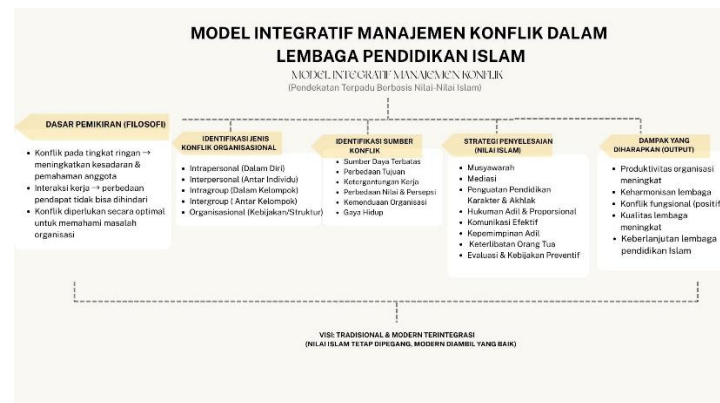 MODEL INTEGRATIF MANAJEMEN KONFLIK DALAM
LEMBAGA PENDIDIKAN ISLAM
MODEL INTEGRATIF MANAJEMEN KONFLIK
(Pendekatan Terpadu Berbasis Nilai-Nilai Islam)
DASAR PEMIKIRAN (FILOSOFI)
• Konflik pada tingkat ringan →
meningkatkan kesadaran &
pemahaman anggota
• Interaksi kerja → perbedaan
pendapat tidak bisa dihindari
• Konflik diperlukan secara optimal
untuk memahami masalah
organisasi
IDENTIFIKASI JENIS
KONFLIK ORGANISASIONAL
• Intrapersonal (Dalam Diri)
• Interpersonal (Antar Individu)
• Intragroup (Dalam Kelompok)
• Intergroup ( Antar Kelompok)
• Organisasional (Kebijakan/Struktur)
IDENTIFIKASI SUMBER
KONFLIK
• Sumber Daya Terbatas
• Perbedaan Tujuan
• Ketergantungan Kerja
• Perbedaan Nilai & Persepsi
• Kemenduaan Organisasi
• Gaya Hidup
STRATEGI PENYELESAIAN
(NILAI ISLAM)
• Musyawarah
• Mediasi
• Penguatan Pendidikan
Karakter & Akhlak
• Hukuman Adil & Proporsional
• Komunikasi Efektif
• Kepemimpinan Adil
• Keterlibatan Orang Tua
• Evaluasi & Kebijakan Preventif
DAMPAK YANG
DIHARAPKAN (OUTPUT)
• Produktivitas organisasi
meningkat
• Keharmonisan lembaga
• Konflik fungsional (positif
• Kualitas lembaga
meningkat
• Keberlanjutan lembaga
pendidikan Islam
VISI: TRADISIONAL & MODERN TERINTEGRASI
(NILAI ISLAM TETAP DIPEGANG, MODERN DIAMBIL YANG BAIK)